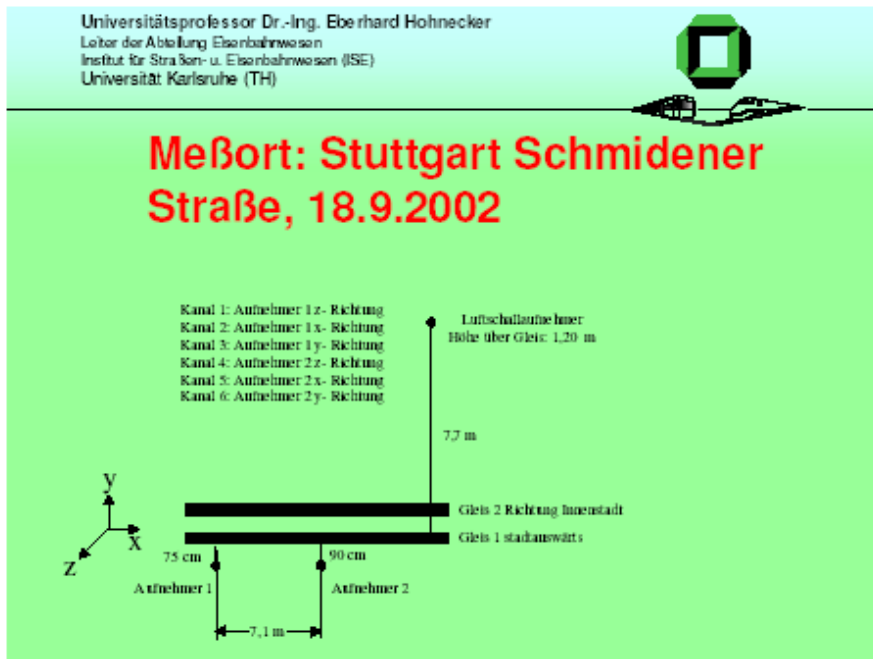 Universitätsprofessor Dr.-Ing. Eberhard Hohnecker
Leiter der Abteilung Eisenbahnwesen
Institut für Straßen- u. Eisenbahnwesen (ISE)
Universität Karlsruhe (TH)
Meßort: Stuttgart Schmidener
Straße, 18.9.2002
Kanal 1: Aufnehmer 1 z- Richtung
Kanal 2: Aufnehmer 1 x- Richtung
Kanal 3: Aufnehmer 1 y- Richtung
Kanal 4: Aufnehmer 2 z- Richtung
Kanal 5: Aufnehmer 2 x- Richtung
Kanal 6: Aufnehmer 2 y- Richtung
Luftschallaufnehmer
Höhe über Gleis: 1,20 m
7,7 m
y
x
z
Gleis 2 Richtung Innenstadt
Gleis 1 stadtauswärts
75 cm
90 cm
Aufnehmer 1
Aufnehmer 2
7,1 m